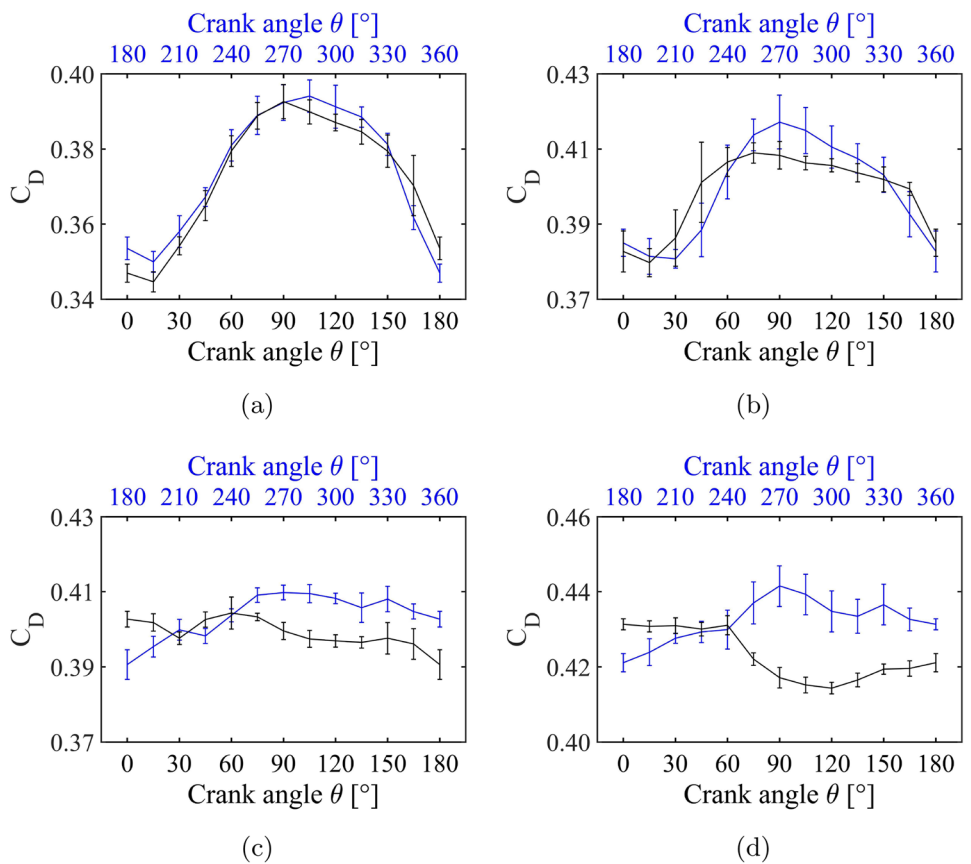 Crank angle θ [°]
180 210 240 270 300 330 360
0.40
0.38
0.36
0.34
C_D
0 30 60 90 120 150 180
Crank angle θ [°]
(a)
Crank angle θ [°]
180 210 240 270 300 330 360
0.43
0.41
0.39
0.37
C_D
0 30 60 90 120 150 180
Crank angle θ [°]
(b)
Crank angle θ [°]
180 210 240 270 300 330 360
0.43
0.41
0.39
0.37
C_D
0 30 60 90 120 150 180
Crank angle θ [°]
(c)
Crank angle θ [°]
180 210 240 270 300 330 360
0.46
0.44
0.42
0.40
C_D
0 30 60 90 120 150 180
Crank angle θ [°]
(d)